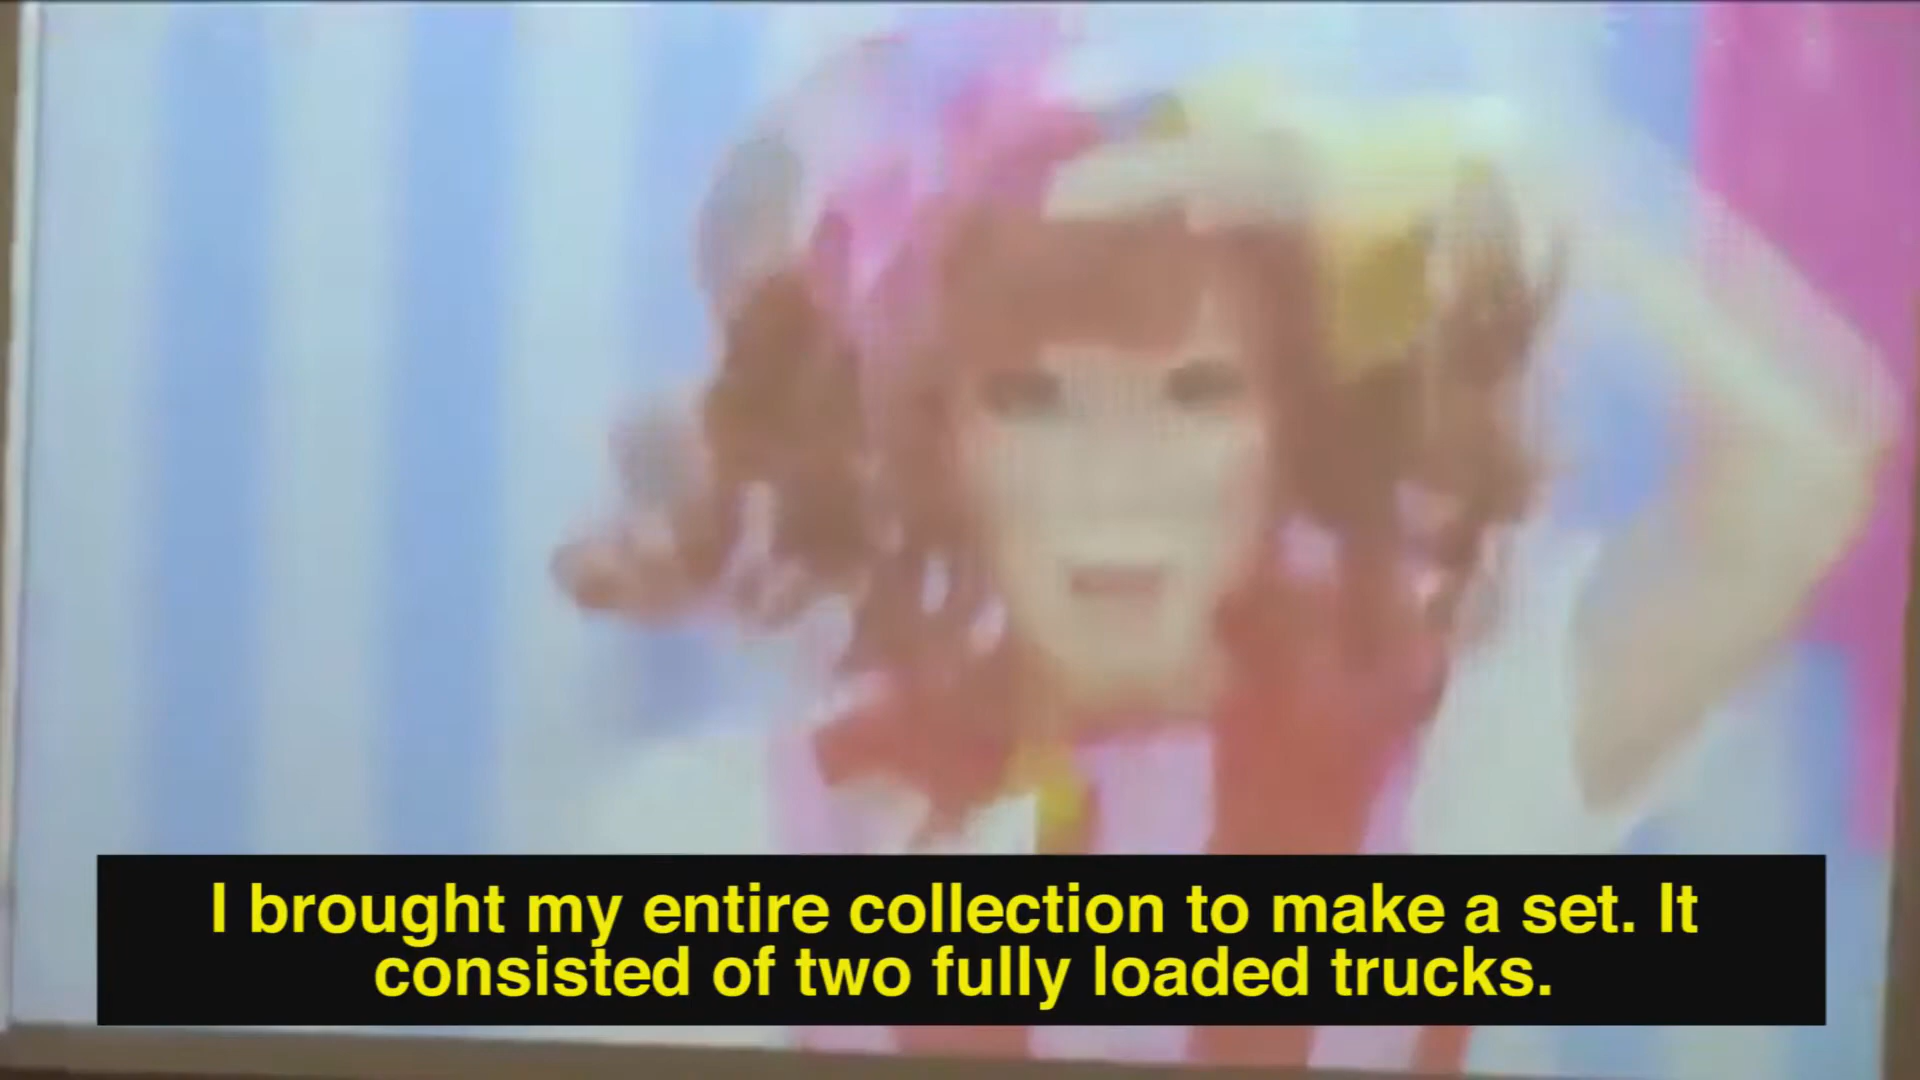 I brought my entire collection to make a set. It
consisted of two fully loaded trucks.